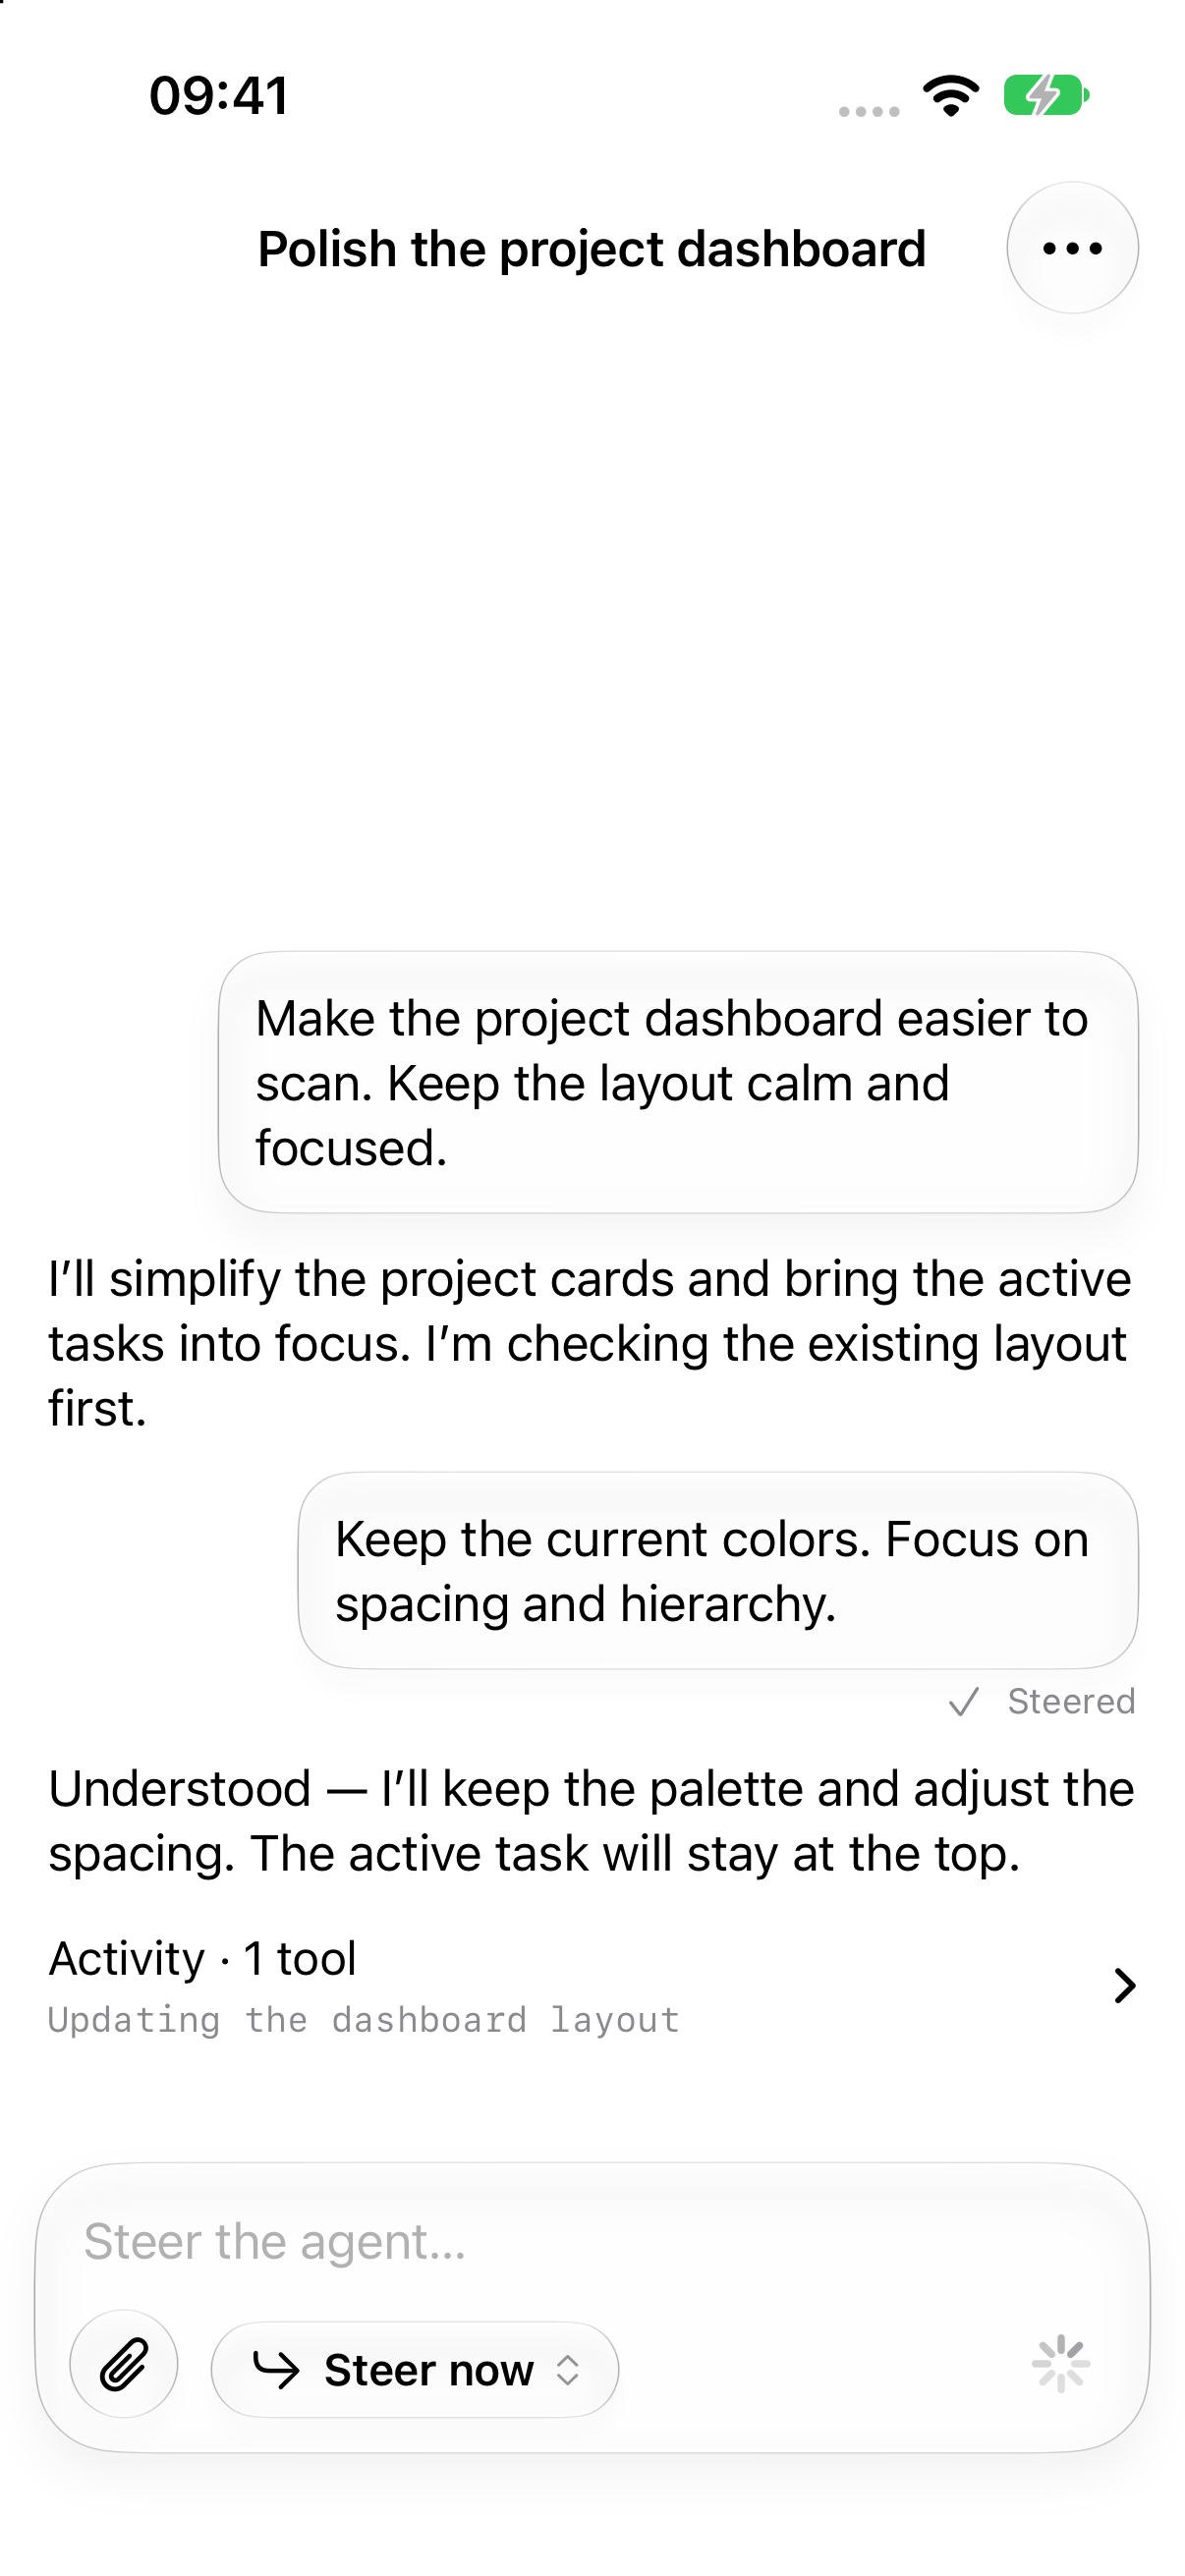 09:41
Polish the project dashboard
Make the project dashboard easier to
scan. Keep the layout calm and
focused.
I’ll simplify the project cards and bring the active
tasks into focus. I’m checking the existing layout
first.
Keep the current colors. Focus on
spacing and hierarchy.
✓ Steered
Understood — I’ll keep the palette and adjust the
spacing. The active task will stay at the top.
Activity · 1 tool
Updating the dashboard layout
Steer the agent...
Steer now